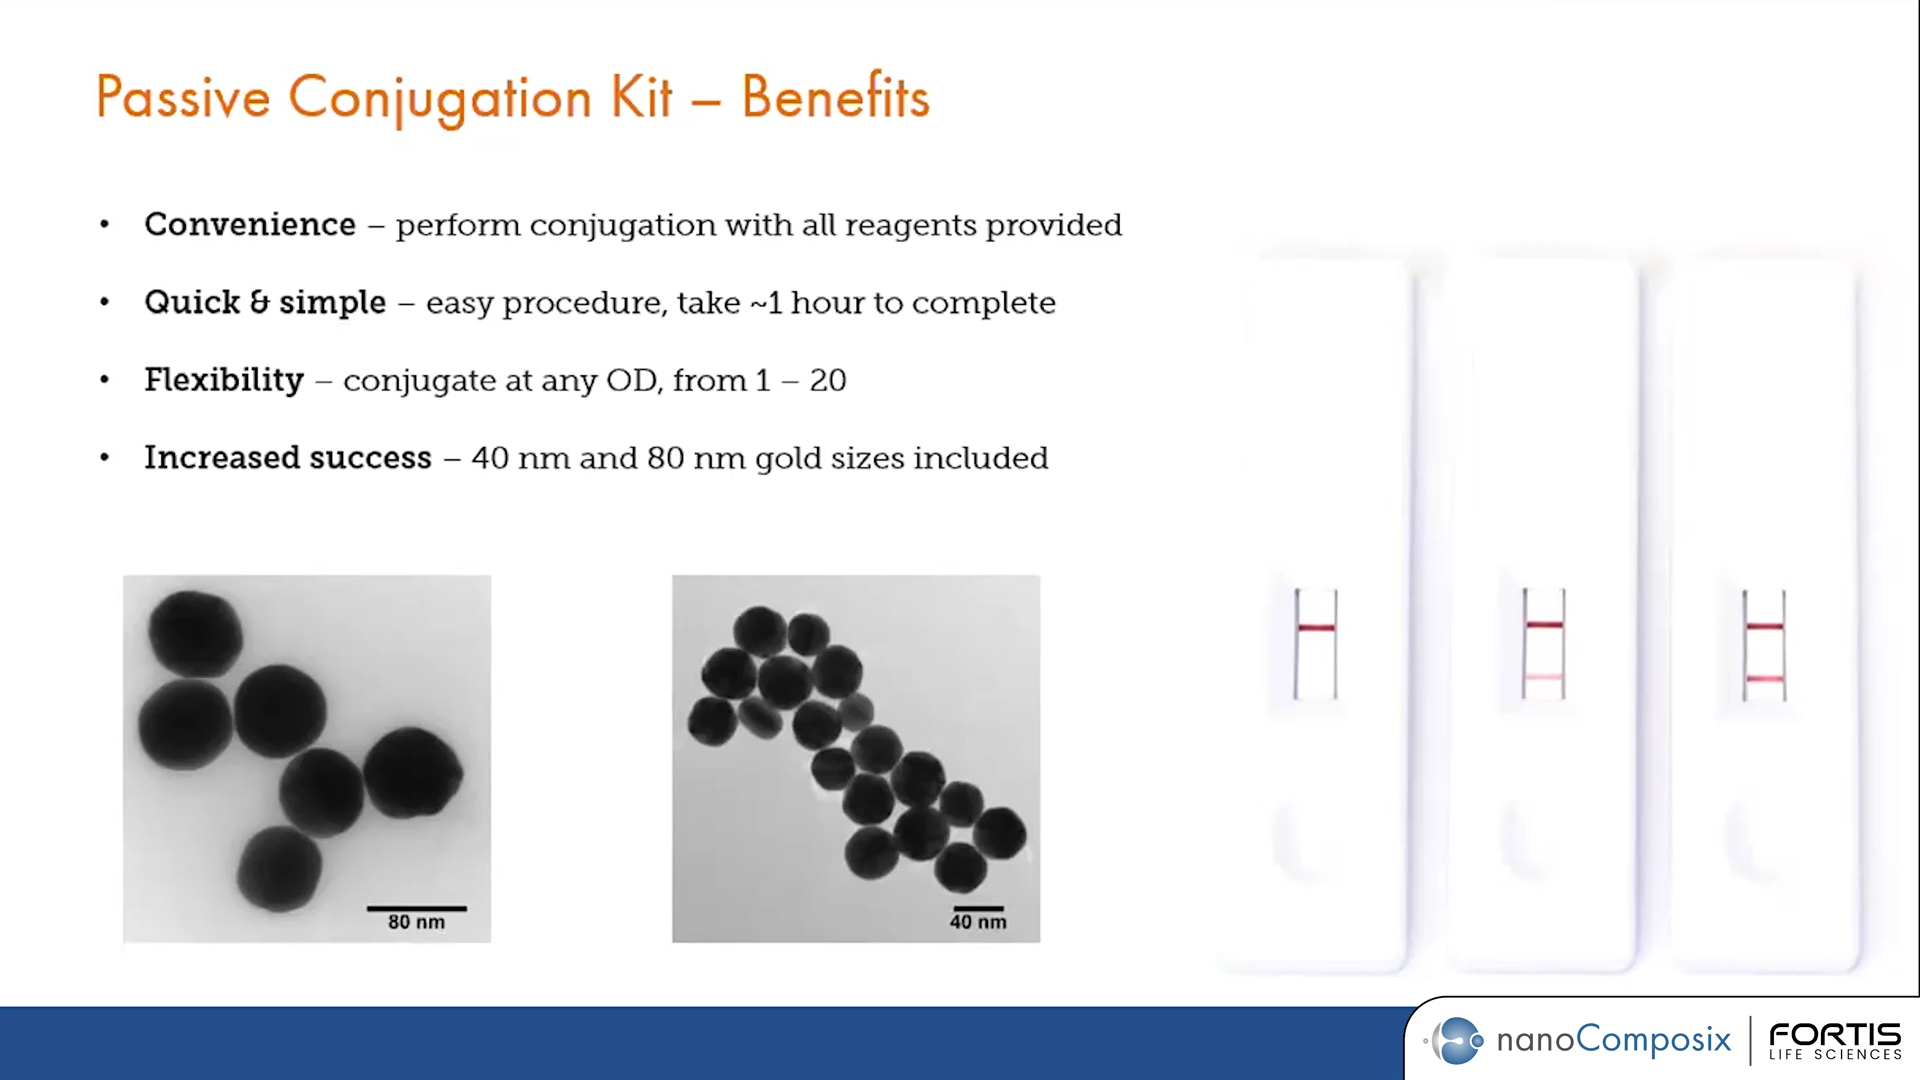 Passive Conjugation Kit – Benefits
• Convenience – perform conjugation with all reagents provided
• Quick & simple – easy procedure, take ~1 hour to complete
• Flexibility – conjugate at any OD, from 1 – 20
• Increased success – 40 nm and 80 nm gold sizes included
80 nm
40 nm
nanoComposix
FORTIS
LIFE SCIENCES